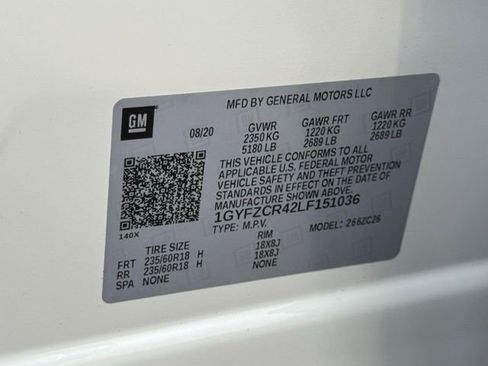 MFD BY GENERAL MOTORS LLC
GM
08/20
GVWR GAWR FRT GAWR RR
2350 KG 1220 KG 1220 KG
5180 LB 2689 LB 2689 LB
THIS VEHICLE CONFORMS TO ALL
APPLICABLE U.S. FEDERAL MOTOR
VEHICLE SAFETY AND THEFT PREVENTION
STANDARDS IN EFFECT ON THE DATE OF
MANUFACTURE SHOWN ABOVE.
1GYFZCR42LF151036
140X
TYPE: M.P.V. MODEL: 266ZC26
TIRE SIZE RIM
FRT 235/60R18 H 18X8J
RR 235/60R18 H 18X8J
SPA NONE NONE